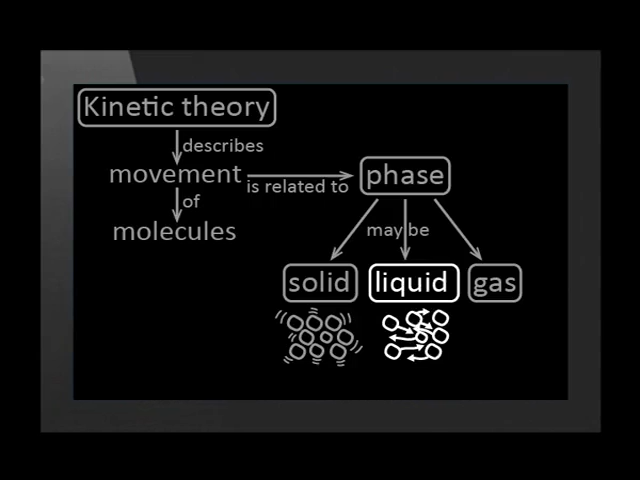 Kinetic theory
describes
movement
is related to
phase
of
molecules
may be
solid
liquid
gas